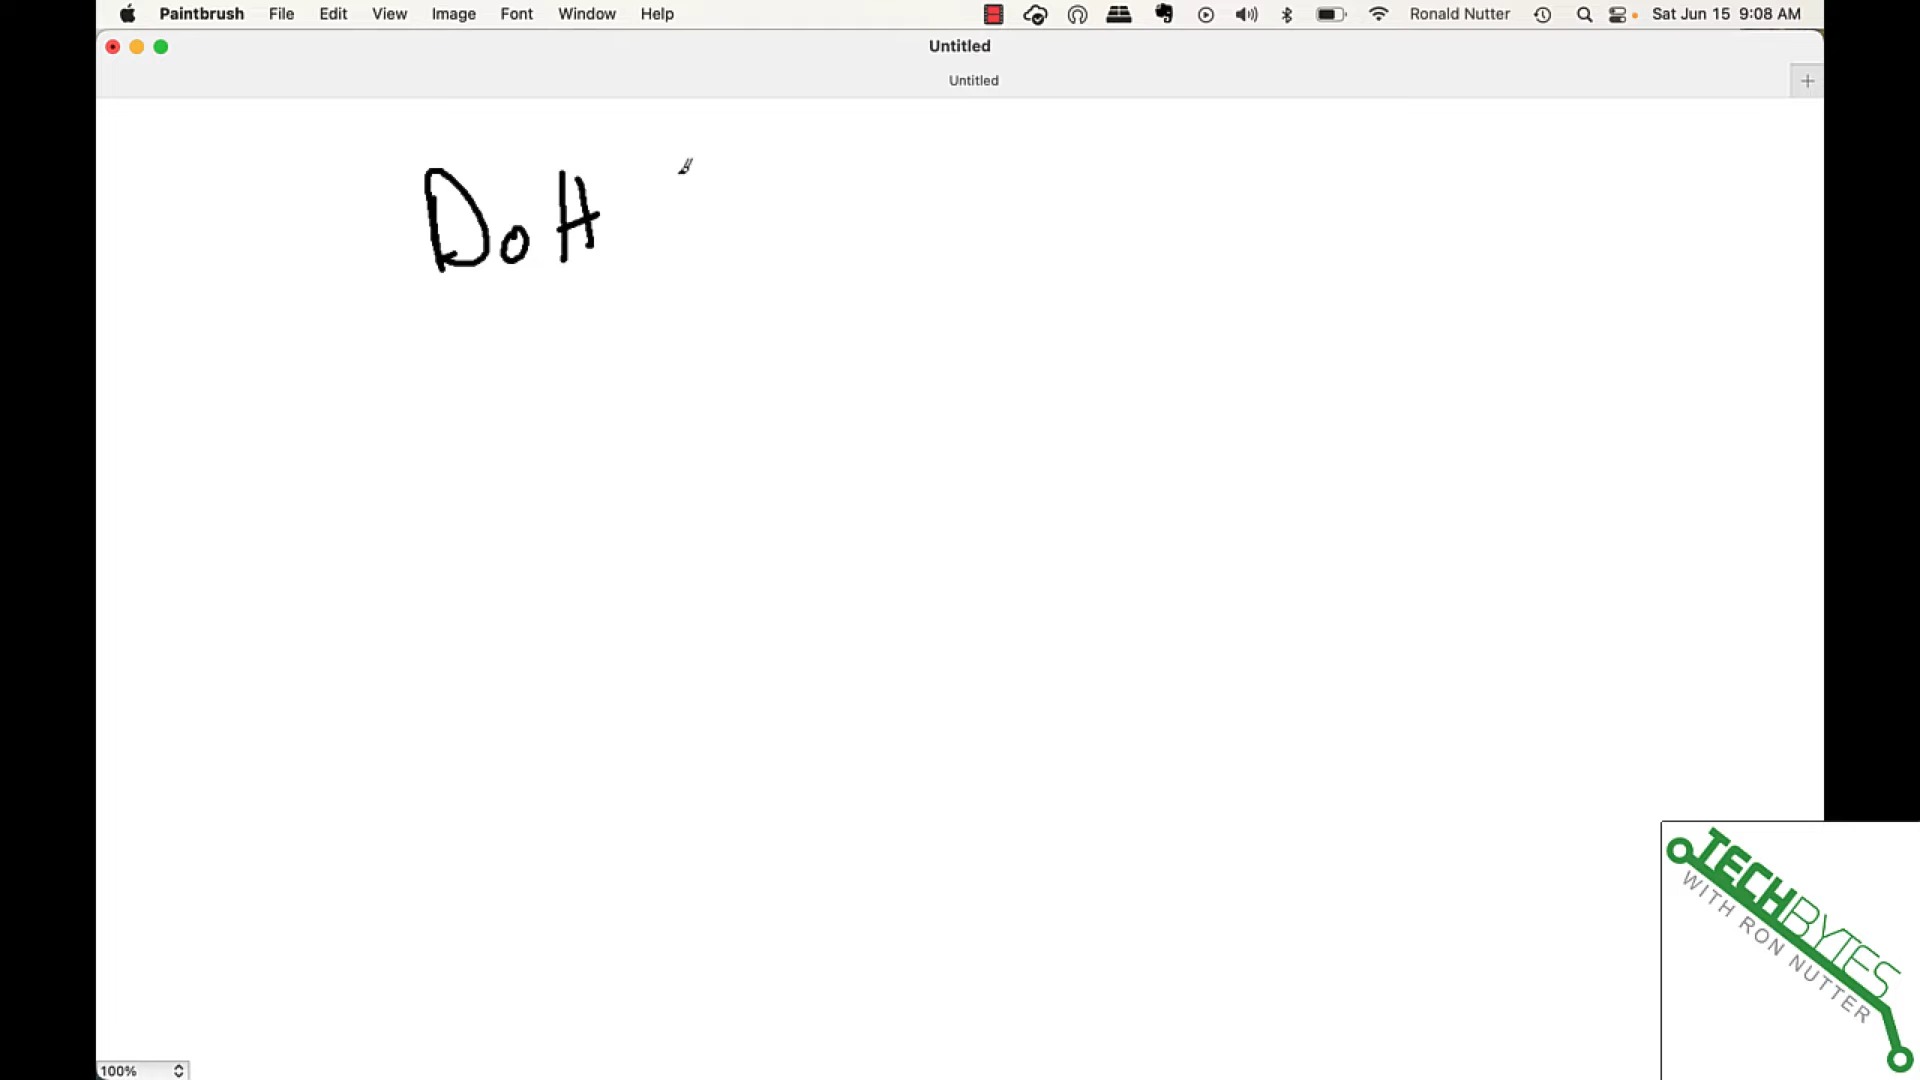 Paintbrush File Edit View Image Font Window Help Ronald Nutter Sat Jun 15 9:08 AM
Untitled
Untitled
DoH
TECHBYTES
WITH RON NUTTER
100%